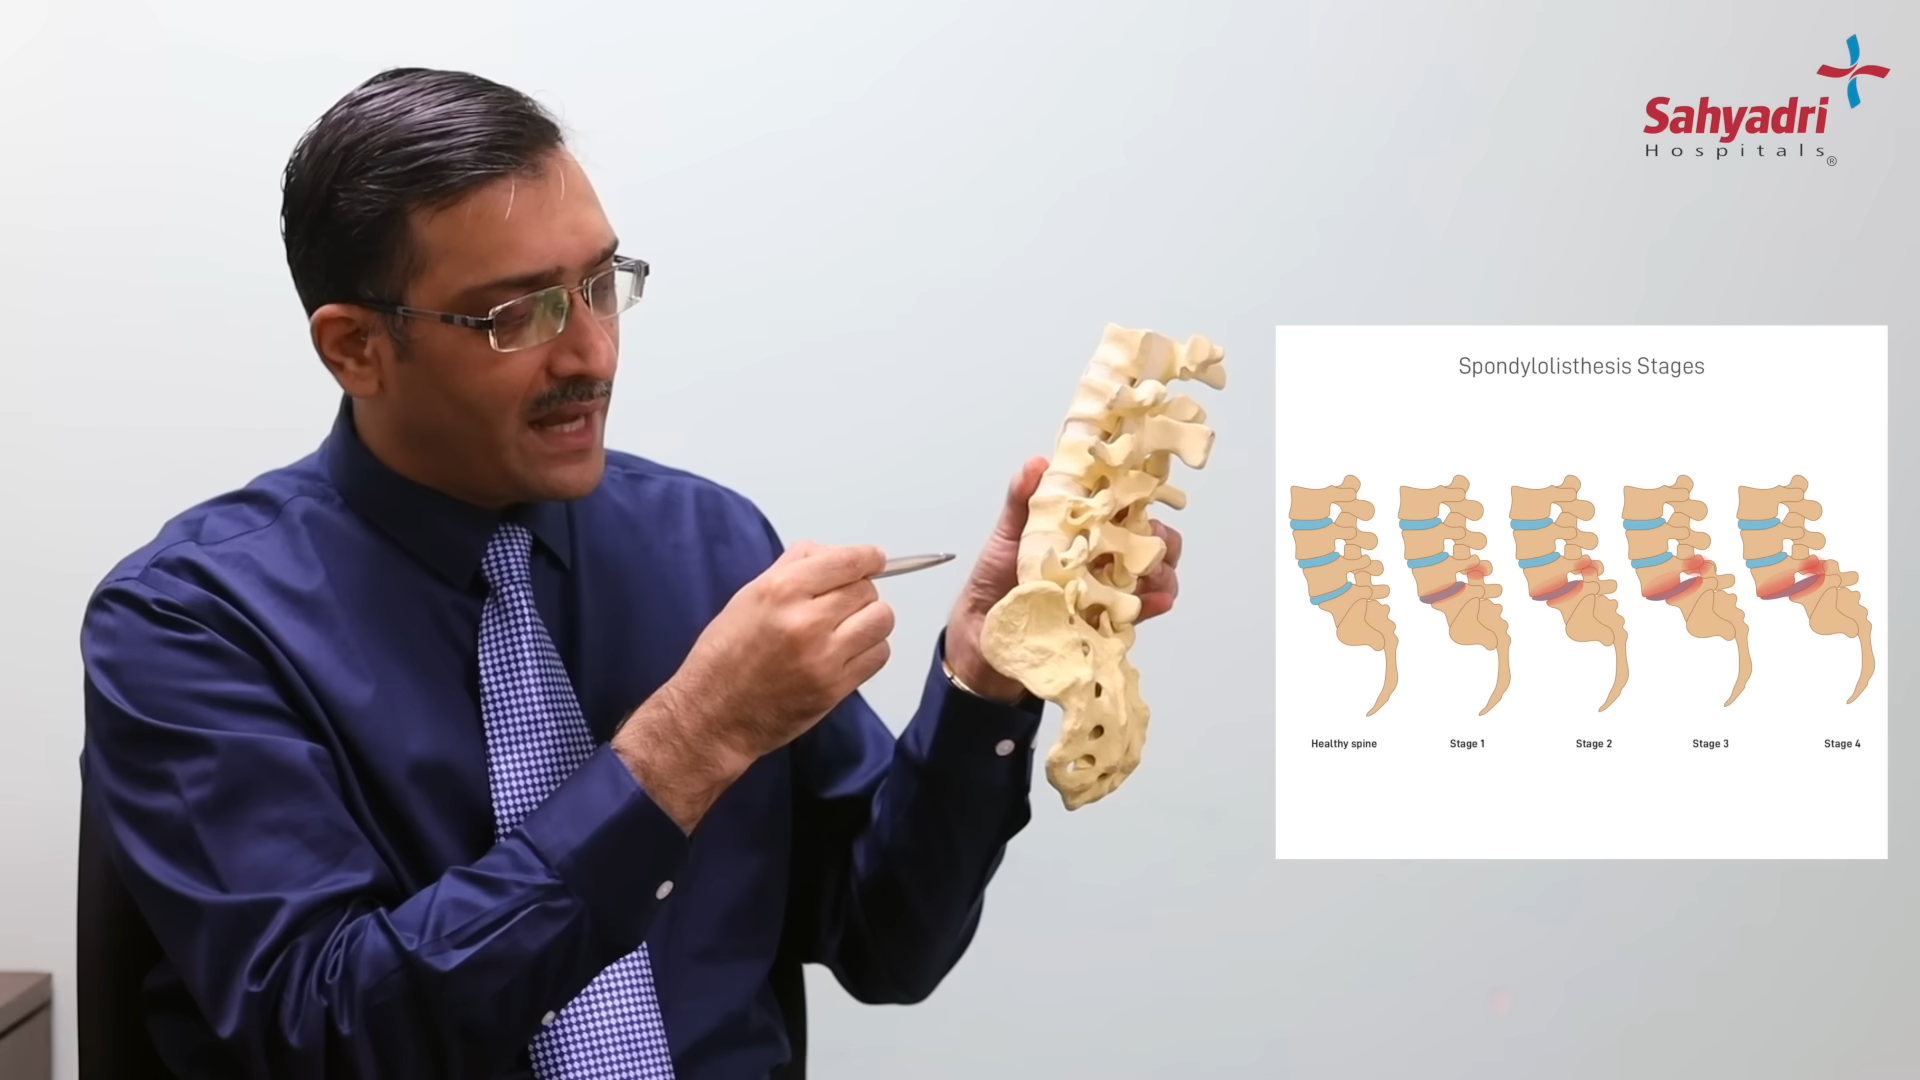 Sahyadri
Hospitals®
Spondylolisthesis Stages
Healthy spine
Stage 1
Stage 2
Stage 3
Stage 4